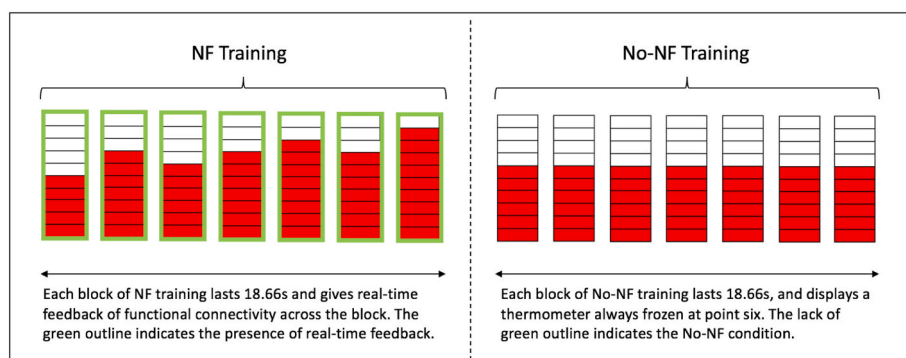 NF Training
Each block of NF training lasts 18.66s and gives real-time
feedback of functional connectivity across the block. The
green outline indicates the presence of real-time feedback.
No-NF Training
Each block of No-NF training lasts 18.66s, and displays a
thermometer always frozen at point six. The lack of
green outline indicates the No-NF condition.